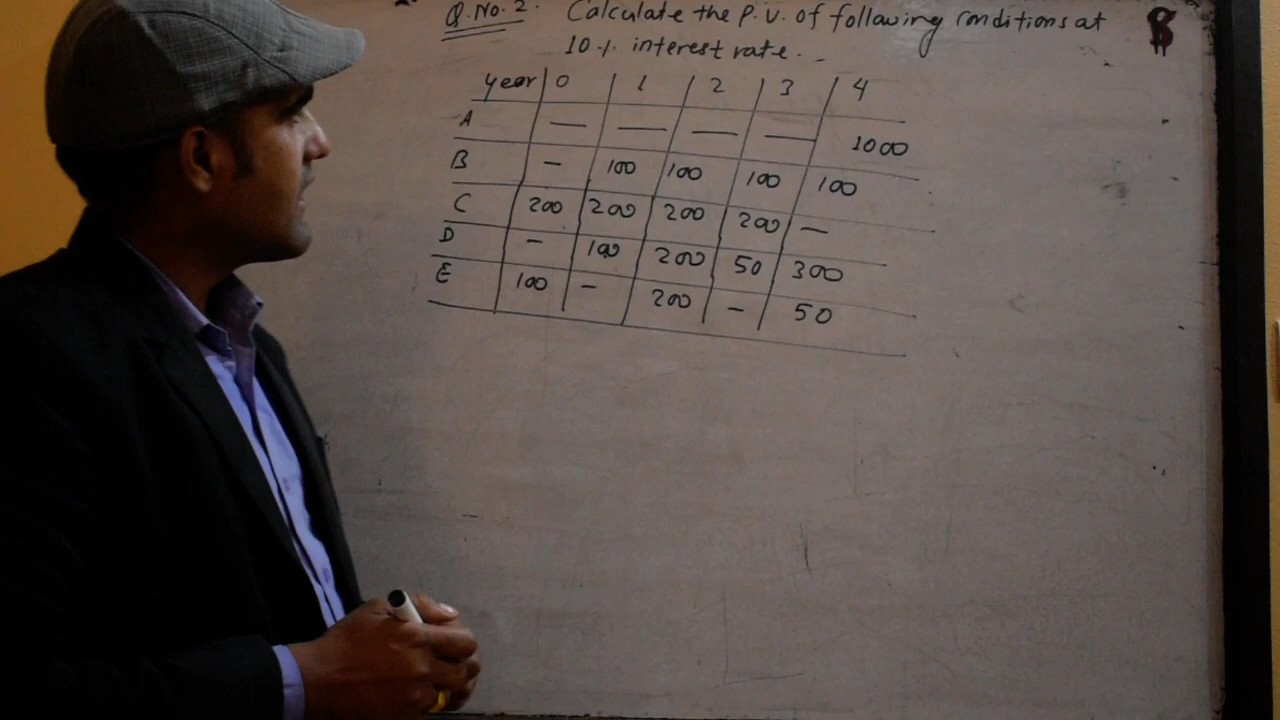 Q.No.2. Calculate the P.V. of following conditions at
10% interest rate.
year 0 1 2 3 4
A — — — — 1000
B – 100 100 100 100
C 200 200 200 200 —
D – 100 200 50 300
E 100 – 200 – 50